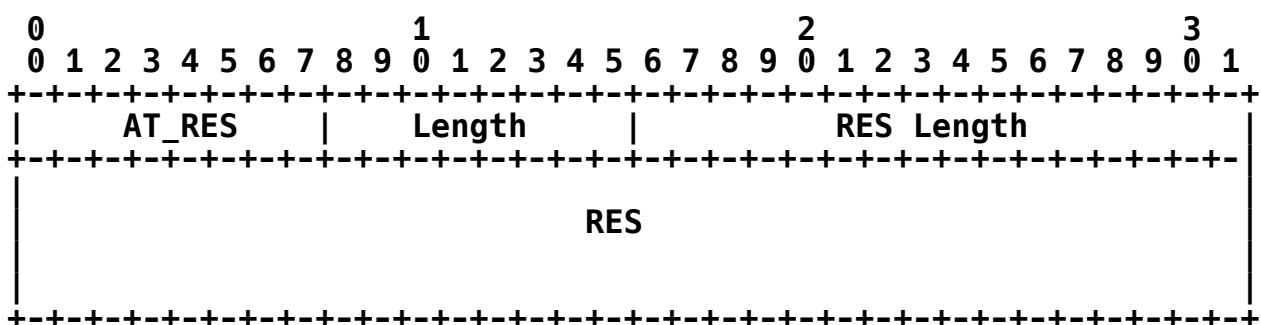 0                   1                   2                   3
 0 1 2 3 4 5 6 7 8 9 0 1 2 3 4 5 6 7 8 9 0 1 2 3 4 5 6 7 8 9 0 1
+-+-+-+-+-+-+-+-+-+-+-+-+-+-+-+-+-+-+-+-+-+-+-+-+-+-+-+-+-+-+-+-+
|     AT_RES    |    Length     |          RES Length           |
+-+-+-+-+-+-+-+-+-+-+-+-+-+-+-+-+-+-+-+-+-+-+-+-+-+-+-+-+-+-+-+-|
|                                                               |
|                             RES                               |
|                                                               |
|                                                               |
+-+-+-+-+-+-+-+-+-+-+-+-+-+-+-+-+-+-+-+-+-+-+-+-+-+-+-+-+-+-+-+-+